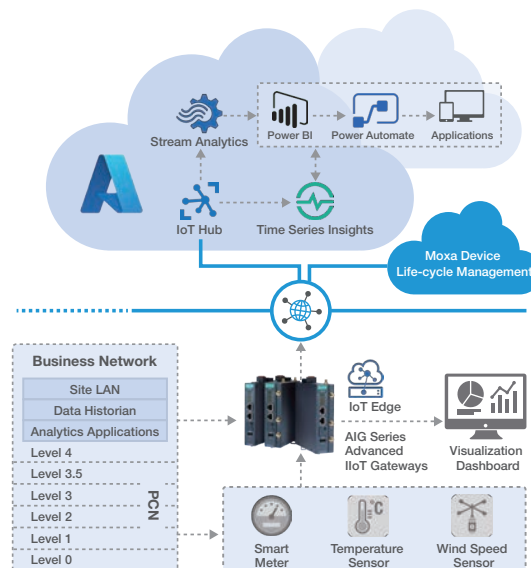 Stream Analytics
Power BI
Power Automate
Applications
IoT Hub
Time Series Insights
Moxa Device
Life-cycle Management
Business Network
Site LAN
Data Historian
Analytics Applications
Level 4
Level 3.5
Level 3
Level 2
Level 1
Level 0
PCN
IoT Edge
AIG Series
Advanced
IIoT Gateways
Visualization
Dashboard
°C
Smart
Meter
Temperature
Sensor
Wind Speed
Sensor